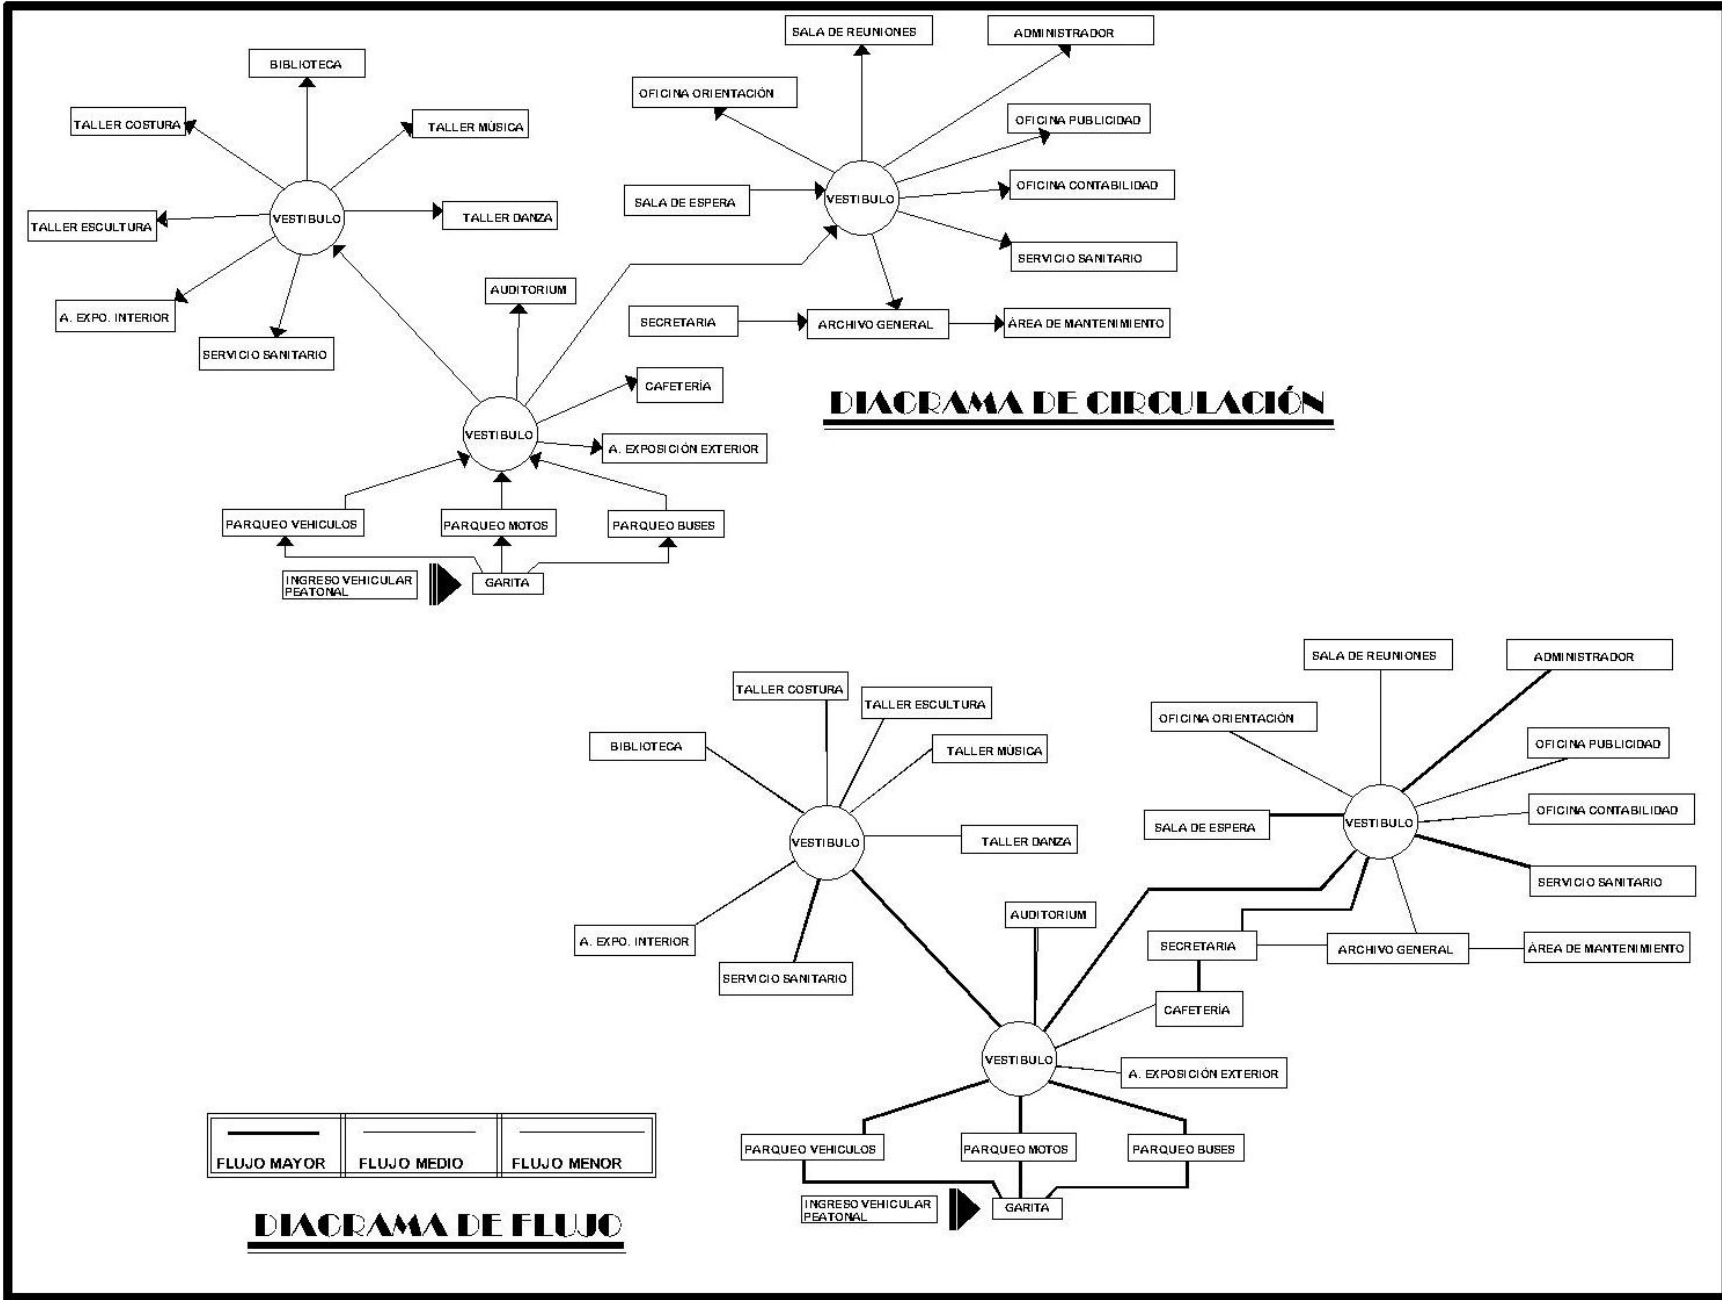 SALA DE REUNIONES
ADMINISTRADOR
BIBLIOTECA
OFICINA ORIENTACIÓN
TALLER COSTURA
TALLER MÚSICA
OFICINA PUBLICIDAD
OFICINA CONTABILIDAD
VESTIBULO
SALA DE ESPERA
VESTIBULO
TALLER ESCULTURA
TALLER DANZA
SERVICIO SANITARIO
AUDITORIUM
A. EXPO. INTERIOR
SECRETARIA
ARCHIVO GENERAL
ÁREA DE MANTENIMIENTO
SERVICIO SANITARIO
CAFETERÍA
DIAGRAMA DE CIRCULACIÓN
VESTIBULO
A. EXPOSICIÓN EXTERIOR
PARQUEO VEHICULOS
PARQUEO MOTOS
PARQUEO BUSES
INGRESO VEHICULAR
PEATONAL
GARITA
SALA DE REUNIONES
ADMINISTRADOR
TALLER COSTURA
TALLER ESCULTURA
OFICINA ORIENTACIÓN
BIBLIOTECA
TALLER MÚSICA
OFICINA PUBLICIDAD
OFICINA CONTABILIDAD
SALA DE ESPERA
VESTIBULO
VESTIBULO
TALLER DANZA
SERVICIO SANITARIO
AUDITORIUM
A. EXPO. INTERIOR
SECRETARIA
ARCHIVO GENERAL
ÁREA DE MANTENIMIENTO
SERVICIO SANITARIO
CAFETERÍA
VESTIBULO
A. EXPOSICIÓN EXTERIOR
PARQUEO VEHICULOS
PARQUEO MOTOS
PARQUEO BUSES
FLUJO MAYOR
FLUJO MEDIO
FLUJO MENOR
INGRESO VEHICULAR
PEATONAL
GARITA
DIAGRAMA DE FLUJO